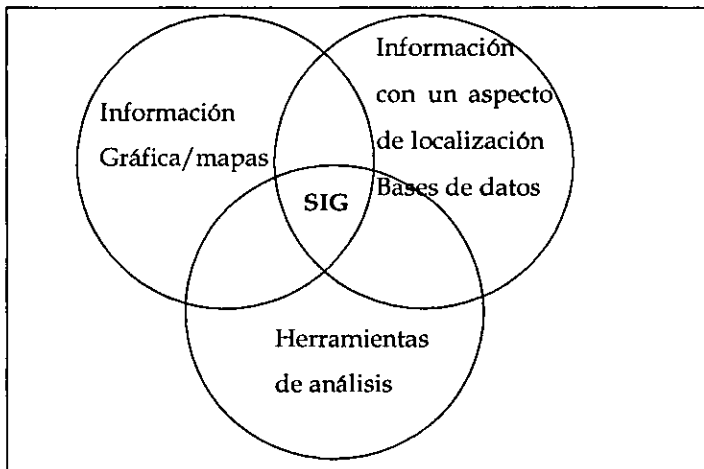 Información
Gráfica/mapas
Información
con un aspecto
de localización
Bases de datos
SIG
Herramientas
de análisis